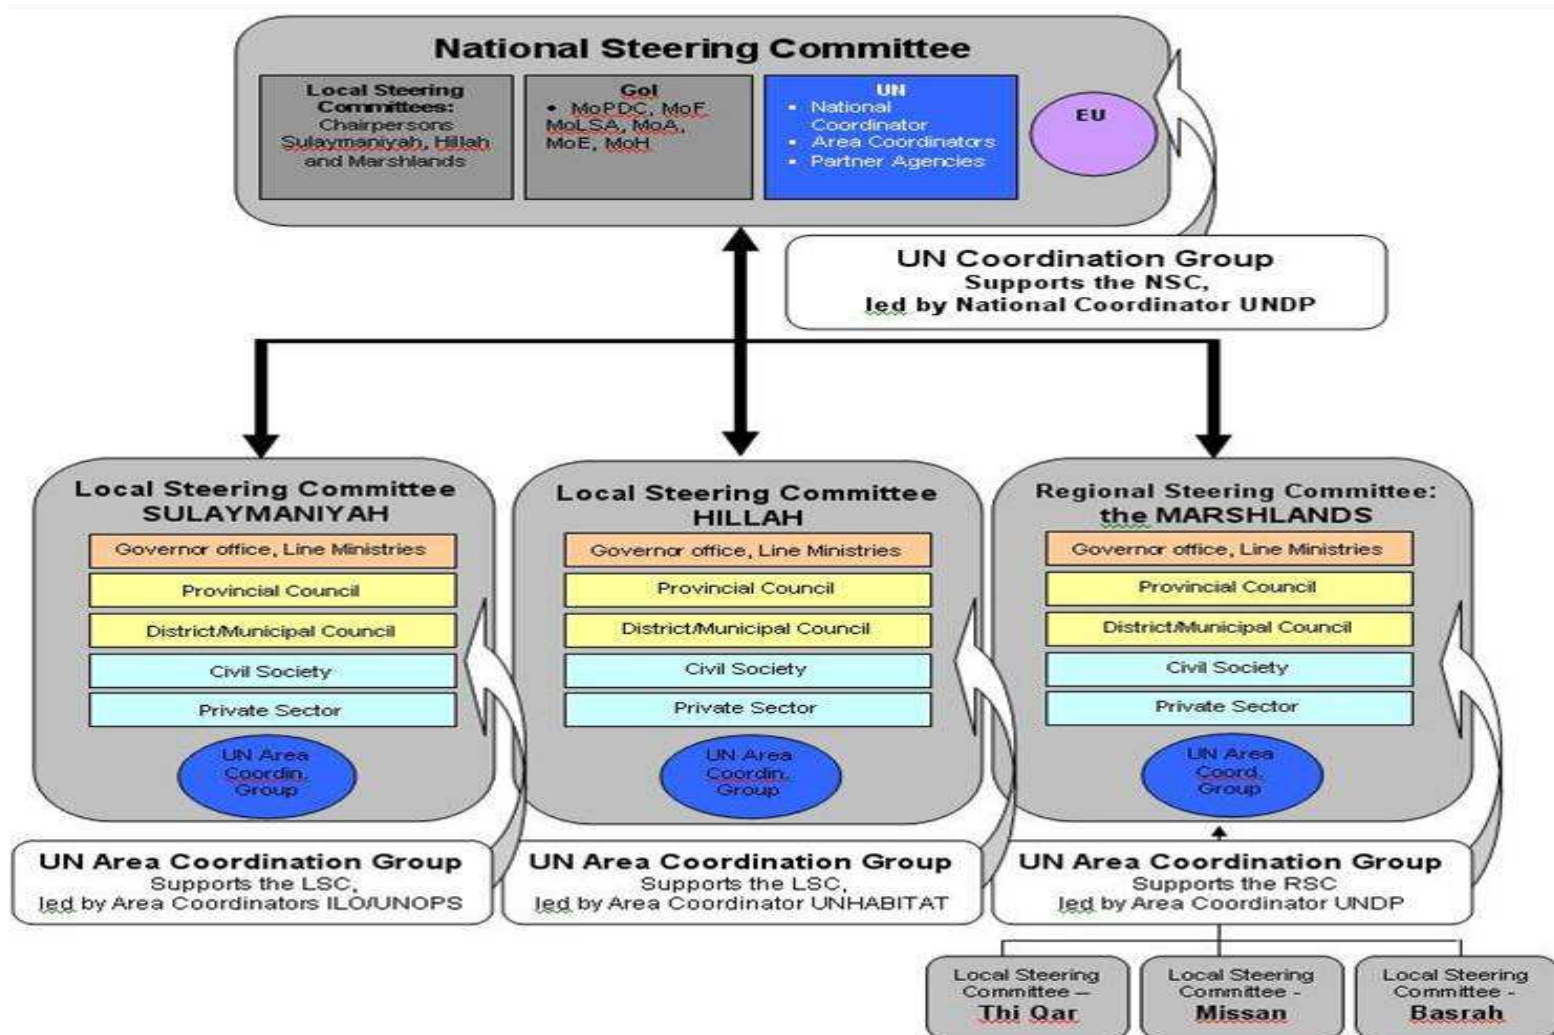 National Steering Committee
Local Steering
Committees:
Chairpersons
Sulaymaniyah, Hillah
and Marshlands
GoI
• MoPDC, MoF
MoLSA, MoA,
MoE, MoH
UN
▪ National
Coordinator
▪ Area Coordinators
▪ Partner Agencies
EU
UN Coordination Group
Supports the NSC,
led by National Coordinator UNDP
Local Steering Committee
SULAYMANIYAH
Governor office, Line Ministries
Provincial Council
District/Municipal Council
Civil Society
Private Sector
UN Area
Coordin,
Group
UN Area Coordination Group
Supports the LSC,
led by Area Coordinators ILO/UNOPS
Local Steering Committee
HILLAH
Governor office, Line Ministries
Provincial Council
District/Municipal Council
Civil Society
Private Sector
UN Area
Coordin,
Group
UN Area Coordination Group
Supports the LSC,
led by Area Coordinator UNHABITAT
Regional Steering Committee:
the MARSHLANDS
Governor office, Line Ministries
Provincial Council
District/Municipal Council
Civil Society
Private Sector
UN Area
Coord,
Group
UN Area Coordination Group
Supports the RSC
led by Area Coordinator UNDP
Local Steering
Committee –
Thi Qar
Local Steering
Committee -
Missan
Local Steering
Committee -
Basrah